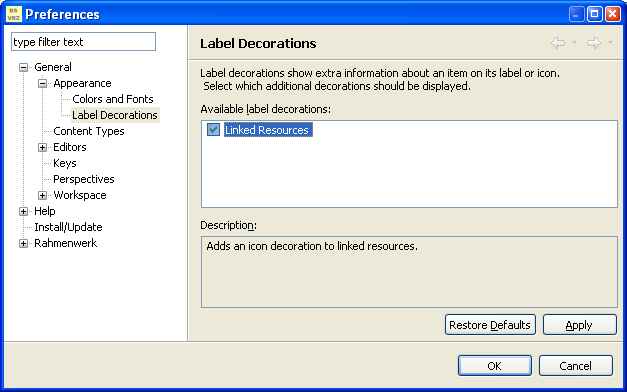 BS
VRZ
Preferences
type filter text
General
Appearance
Colors and Fonts
Label Decorations
Content Types
Editors
Keys
Perspectives
Workspace
Help
Install/Update
Rahmenwerk
Label Decorations
Label decorations show extra information about an item on its label or icon.
Select which additional decorations should be displayed.
Available label decorations:
Linked Resources
Description:
Adds an icon decoration to linked resources.
Restore Defaults
Apply
OK
Cancel